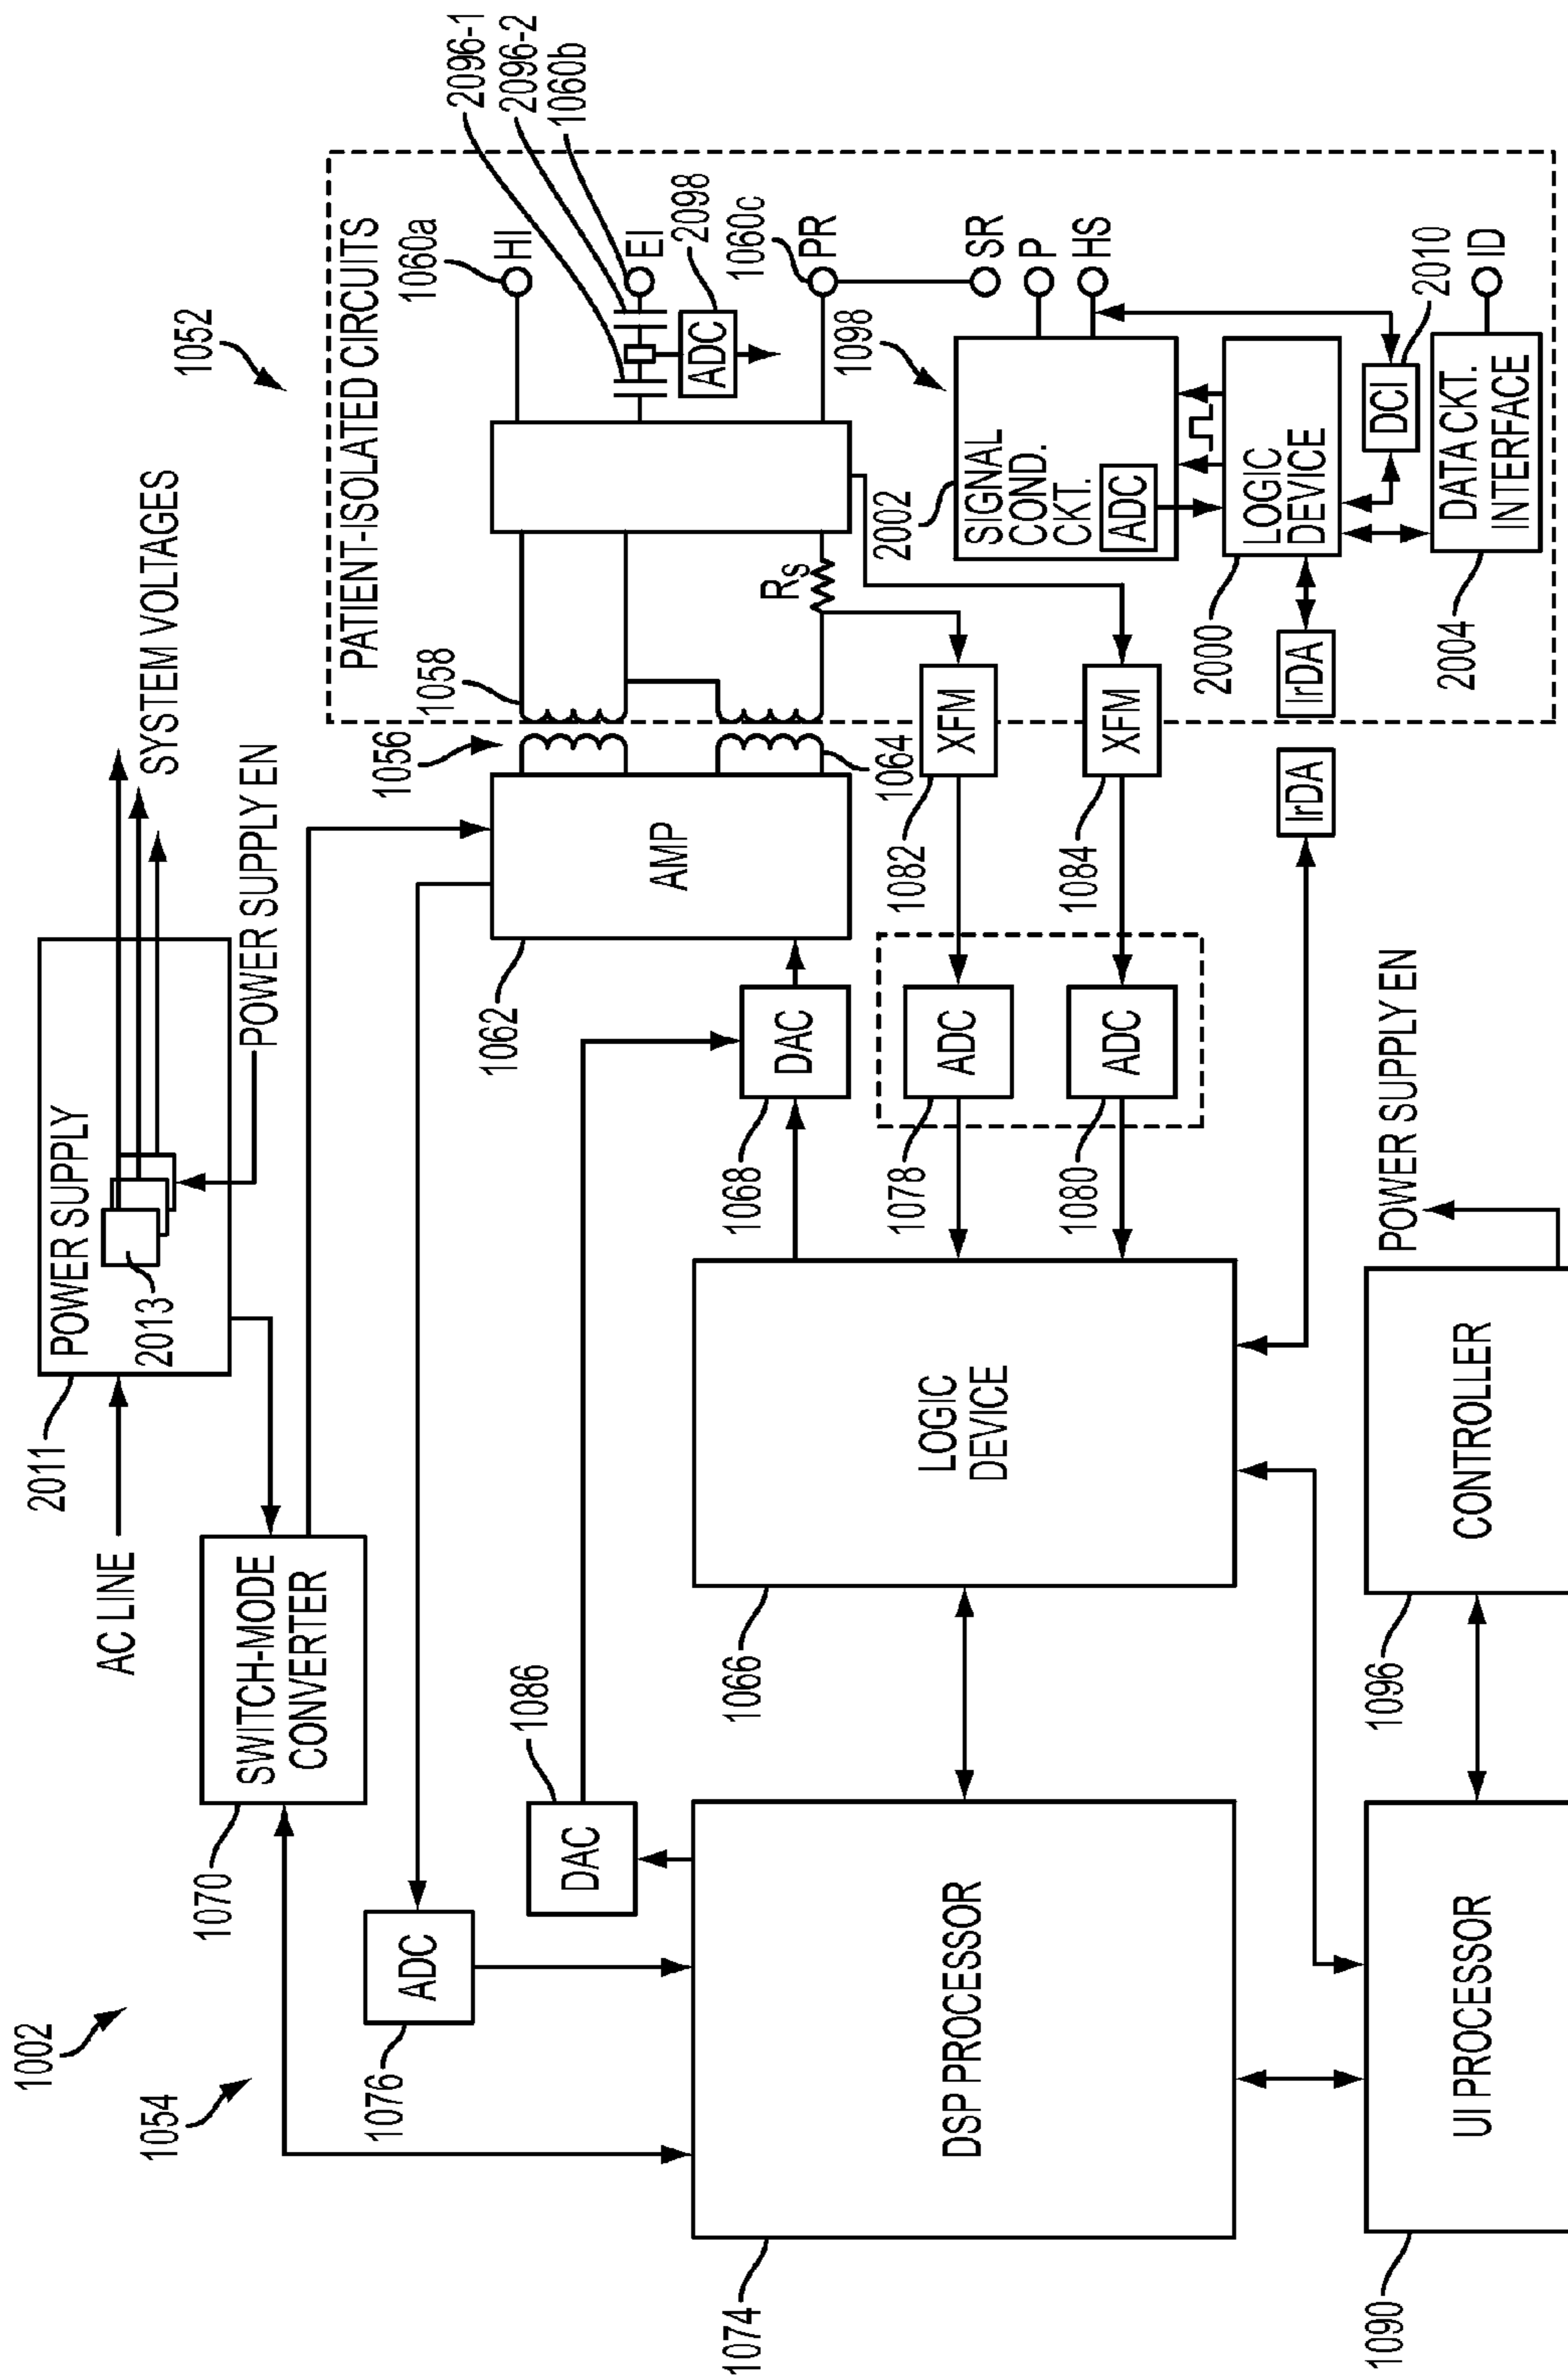 1002
1054
1052
AC LINE
2011
POWER SUPPLY
2013
SYSTEM VOLTAGES
POWER SUPPLY EN
1070
SWITCH-MODE
CONVERTER
PATIENT-ISOLATED CIRCUITS
1056
1058
1060a
HI
2096-1
2096-2
1060b
EI
ADC
2098
1060c
PR
RS
1064
1062
AMP
1076
ADC
1086
DAC
1068
DAC
1082
XFM
1084
XFM
1078
ADC
1080
ADC
1098
SR
P
HS
2002
SIGNAL
COND.
CKT.
ADC
2000
LOGIC
DEVICE
DCI
2010
2004
DATA CKT.
INTERFACE
ID
IrDA
IrDA
1074
DSP PROCESSOR
1066
LOGIC
DEVICE
1090
UI PROCESSOR
1096
CONTROLLER
POWER SUPPLY EN